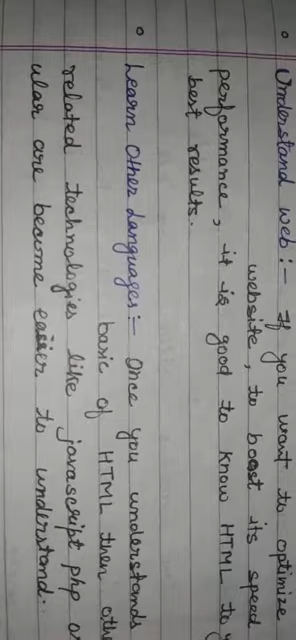 Understand web :- If you want to optimize
website, to boost its speed
performance, it is good to know HTML to
best results.
Learn Other Languages :- Once you understands
basic of HTML then
related technologies like javascript php
ular are become easier to understand.